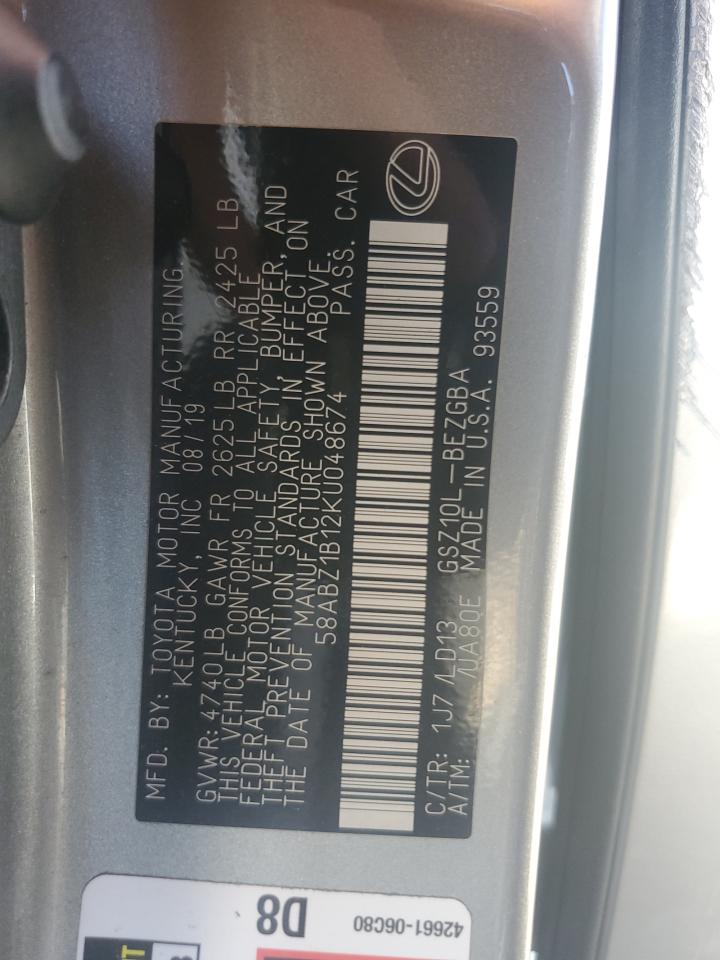 MFD. BY: TOYOTA MOTOR MANUFACTURING
KENTUCKY, INC 08/19
GVWR: 4740LB GAWR FR 2625LB RR 2425 LB
THIS VEHICLE CONFORMS TO ALL APPLICABLE
FEDERAL MOTOR VEHICLE SAFETY, BUMPER, AND
THEFT PREVENTION STANDARDS IN EFFECT ON
THE DATE OF MANUFACTURE SHOWN ABOVE.
58ABZ1B12KU048674 PASS. CAR
C/TR: 1J7/LD13 GSZ10L-BEZGBA
A/TM: /UA80E MADE IN U.S.A. 93559
42661-06C80
D8